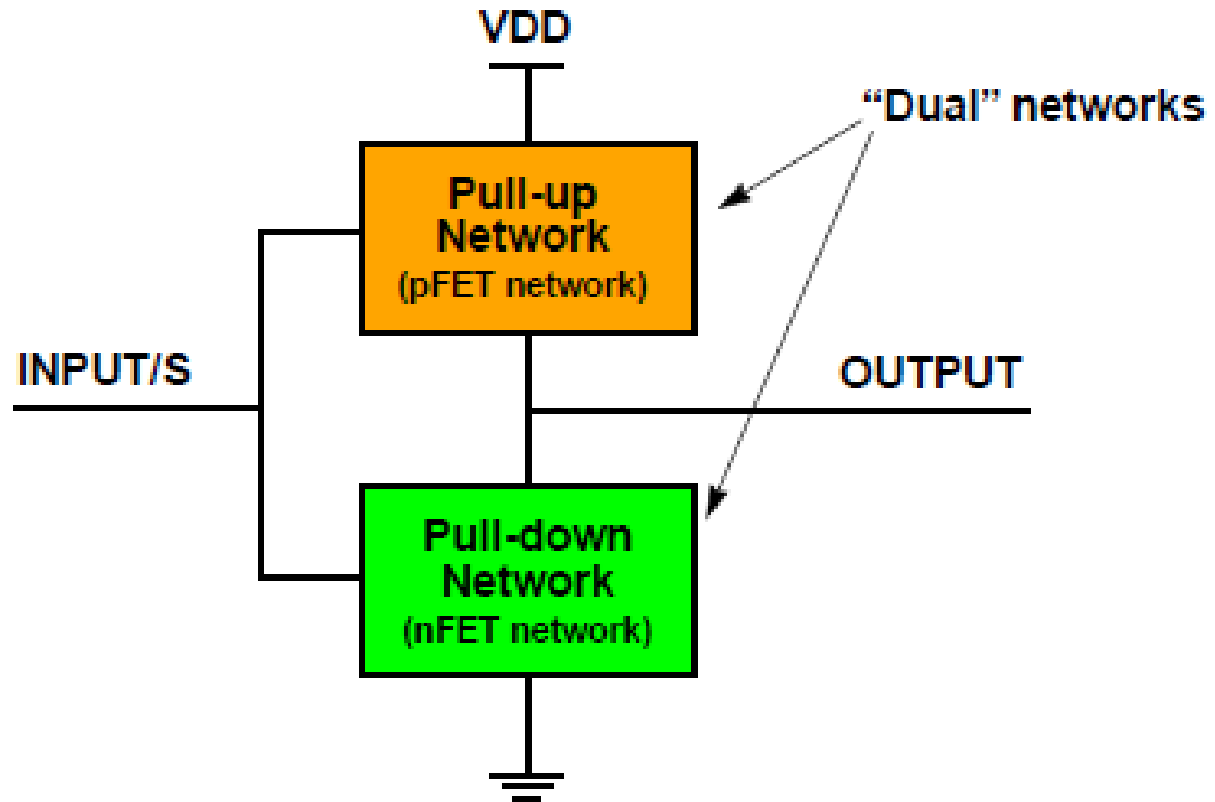 VDD
“Dual” networks
Pull-up
Network
(pFET network)
INPUT/S
OUTPUT
Pull-down
Network
(nFET network)